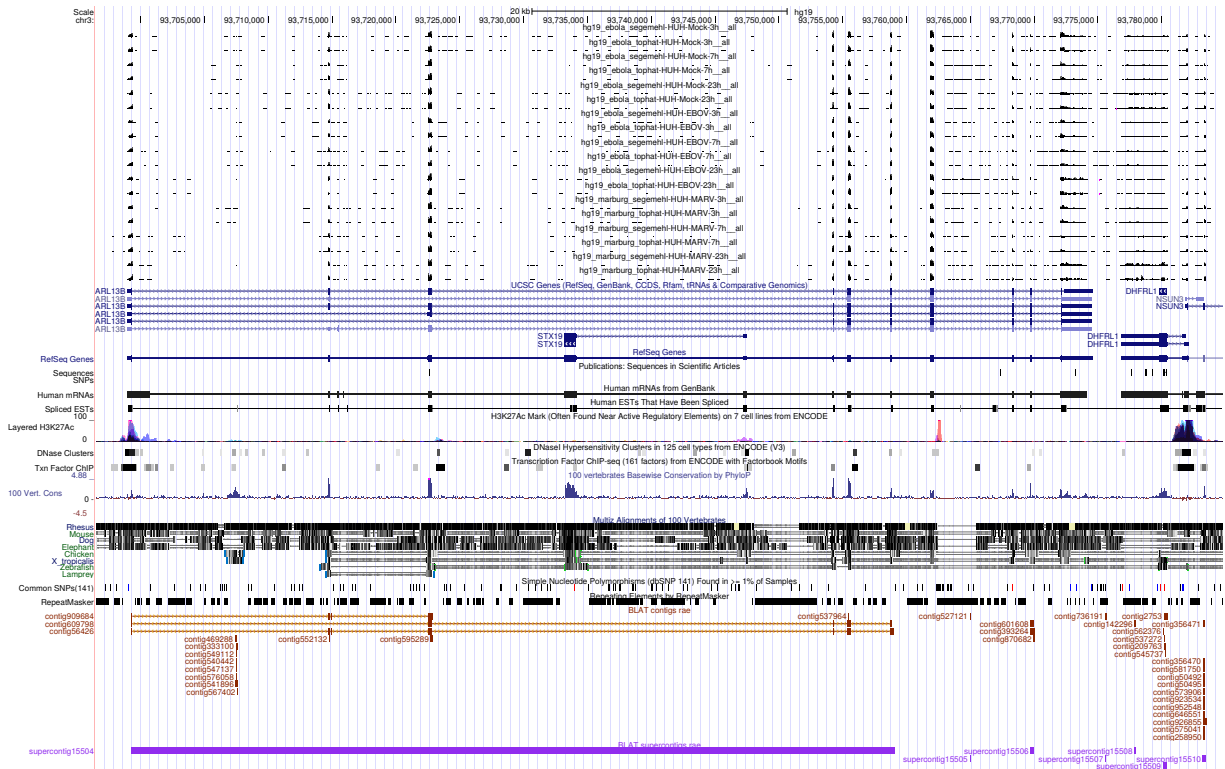 Scale 20 kb hg19
chr3: 93,705,000 93,710,000 93,715,000 93,720,000 93,725,000 93,730,000 93,735,000 93,740,000 93,745,000 93,750,000 93,755,000 93,760,000 93,765,000 93,770,000 93,775,000 93,780,000
hg19_ebola_segemehl-HUH-Mock-3h__all
hg19_ebola_tophat-HUH-Mock-3h__all
hg19_ebola_segemehl-HUH-Mock-7h__all
hg19_ebola_tophat-HUH-Mock-7h__all
hg19_ebola_segemehl-HUH-Mock-23h__all
hg19_ebola_tophat-HUH-Mock-23h__all
hg19_ebola_segemehl-HUH-EBOV-3h__all
hg19_ebola_tophat-HUH-EBOV-3h__all
hg19_ebola_segemehl-HUH-EBOV-7h__all
hg19_ebola_tophat-HUH-EBOV-7h__all
hg19_ebola_segemehl-HUH-EBOV-23h__all
hg19_ebola_tophat-HUH-EBOV-23h__all
hg19_marburg_segemehl-HUH-MARV-3h__all
hg19_marburg_tophat-HUH-MARV-3h__all
hg19_marburg_segemehl-HUH-MARV-7h__all
hg19_marburg_tophat-HUH-MARV-7h__all
hg19_marburg_segemehl-HUH-MARV-23h__all
hg19_marburg_tophat-HUH-MARV-23h__all
UCSC Genes (RefSeq, GenBank, CCDS, Rfam, tRNAs & Comparative Genomics)
ARL13B DHFRL1
ARL13B NSUN3
ARL13B NSUN3
ARL13B
ARL13B
ARL13B
STX19 DHFRL1
STX19 DHFRL1
RefSeq Genes
RefSeq Genes
Publications: Sequences in Scientific Articles
Sequences
SNPs
Human mRNAs from GenBank
Human mRNAs
Human ESTs That Have Been Spliced
Spliced ESTs
H3K27Ac Mark (Often Found Near Active Regulatory Elements) on 7 cell lines from ENCODE
100
Layered H3K27Ac
0
DNaseI Hypersensitivity Clusters in 125 cell types from ENCODE (V3)
DNase Clusters
Transcription Factor ChIP-seq (161 factors) from ENCODE with Factorbook Motifs
Txn Factor ChIP
100 vertebrates Basewise Conservation by PhyloP
4.88
100 Vert. Cons
0 -
-4.5
Multiz Alignments of 100 Vertebrates
Rhesus
Mouse
Dog
Elephant
Chicken
X_tropicalis
Zebrafish
Lamprey
Simple Nucleotide Polymorphisms (dbSNP 141) Found in >= 1% of Samples
Common SNPs(141)
Repeating Elements by RepeatMasker
RepeatMasker
BLAT contigs rae
contig909684 contig537964 contig527121 contig736191 contig2753
contig609798 contig601608 contig142296 contig356471
contig56426 contig393264 contig562376
contig469288 contig552132 contig595289 contig870682 contig537272
contig333100 contig209763
contig549112 contig545737
contig540442 contig356470
contig547137 contig581750
contig576058 contig50492
contig541896 contig50495
contig567402 contig573906
contig923534
contig952548
contig646551
contig926855
contig575041
contig258950
BLAT supercontigs rae
supercontig15504 supercontig15506 supercontig15508
supercontig15505 supercontig15507 supercontig15510
supercontig15509